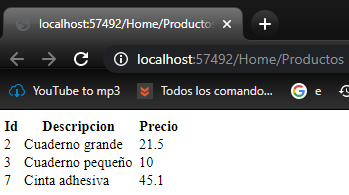 localhost:57492/Home/Productos
localhost:57492/Home/Productos
YouTube to mp3 Todos los comando... e
Id Descripcion Precio
2 Cuaderno grande 21.5
3 Cuaderno pequeño 10
7 Cinta adhesiva 45.1